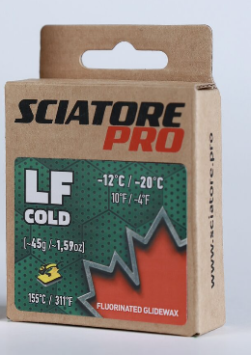 SCIATORE
PRO
LF
COLD
-12°C / -20°C
10°F / -4°F
(~45g /~1,59oz)
155°C / 311°F
FLUORINATED GLIDEWAX
www.sciatore.pro